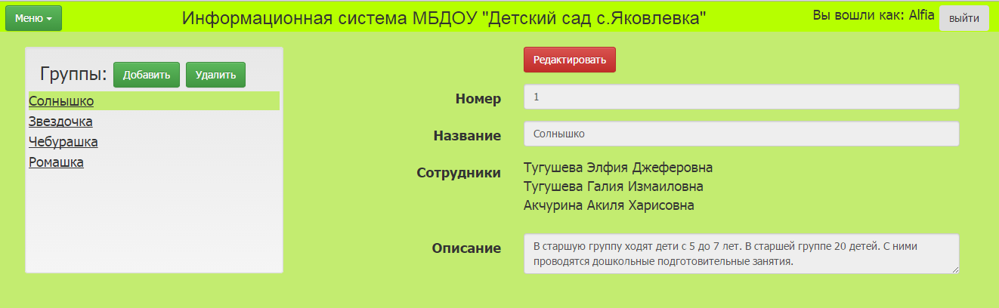 Меню
Информационная система МБДОУ "Детский сад с.Яковлевка"
Вы вошли как: Alfia
выйти
Группы:
Добавить
Удалить
Солнышко
Звездочка
Чебурашка
Ромашка
Редактировать
Номер
1
Название
Солнышко
Сотрудники
Тугушева Элфия Джеферовна
Тугушева Галия Измаиловна
Акчурина Акиля Харисовна
Описание
В старшую группу ходят дети с 5 до 7 лет. В старшей группе 20 детей. С ними
проводятся дошкольные подготовительные занятия.